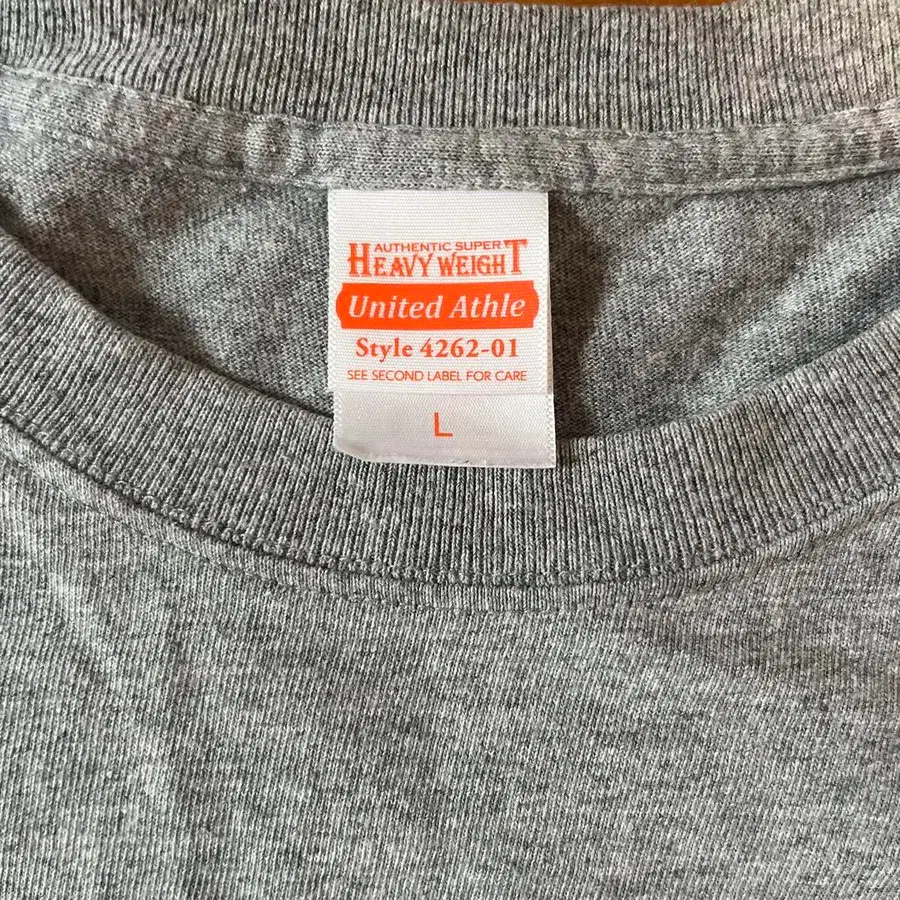 AUTHENTIC SUPER
HEAVY WEIGHT
United Athle
Style 4262-01
SEE SECOND LABEL FOR CARE
L